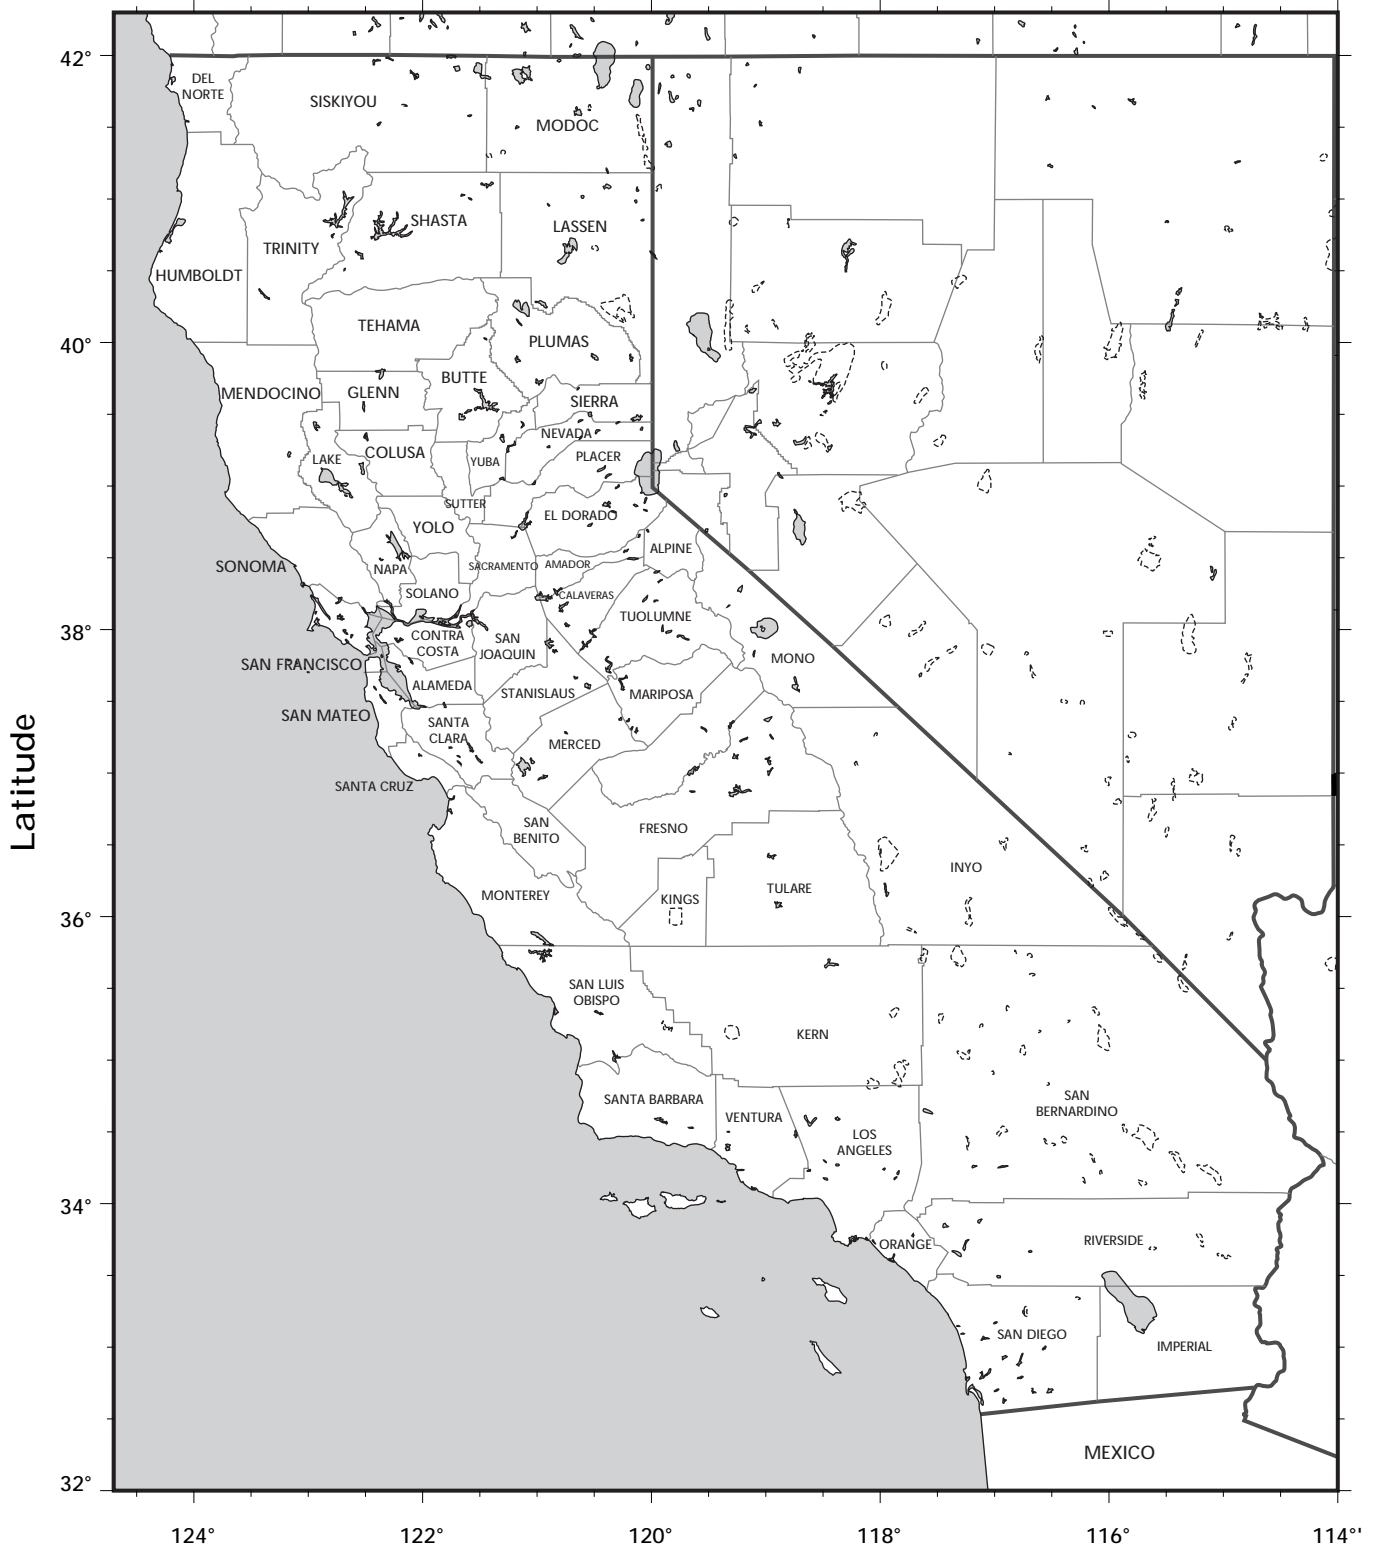 42°
DEL
NORTE
SISKIYOU
MODOC
SHASTA
LASSEN
TRINITY
HUMBOLDT
TEHAMA
PLUMAS
40°
BUTTE
MENDOCINO
GLENN
SIERRA
NEVADA
COLUSA
PLACER
LAKE
YUBA
SUTTER
EL DORADO
YOLO
ALPINE
SONOMA
NAPA
SACRAMENTO
AMADOR
SOLANO
CALAVERAS
38°
TUOLUMNE
CONTRA
COSTA
SAN
JOAQUIN
SAN FRANCISCO
MONO
ALAMEDA
STANISLAUS
MARIPOSA
SAN MATEO
SANTA
CLARA
MERCED
SANTA CRUZ
Latitude
SAN
BENITO
FRESNO
INYO
MONTEREY
KINGS
TULARE
36°
SAN LUIS
OBISPO
KERN
SANTA BARBARA
VENTURA
SAN
BERNARDINO
LOS
ANGELES
34°
ORANGE
RIVERSIDE
SAN DIEGO
IMPERIAL
MEXICO
32°
124°
122°
120°
118°
116°
114°'